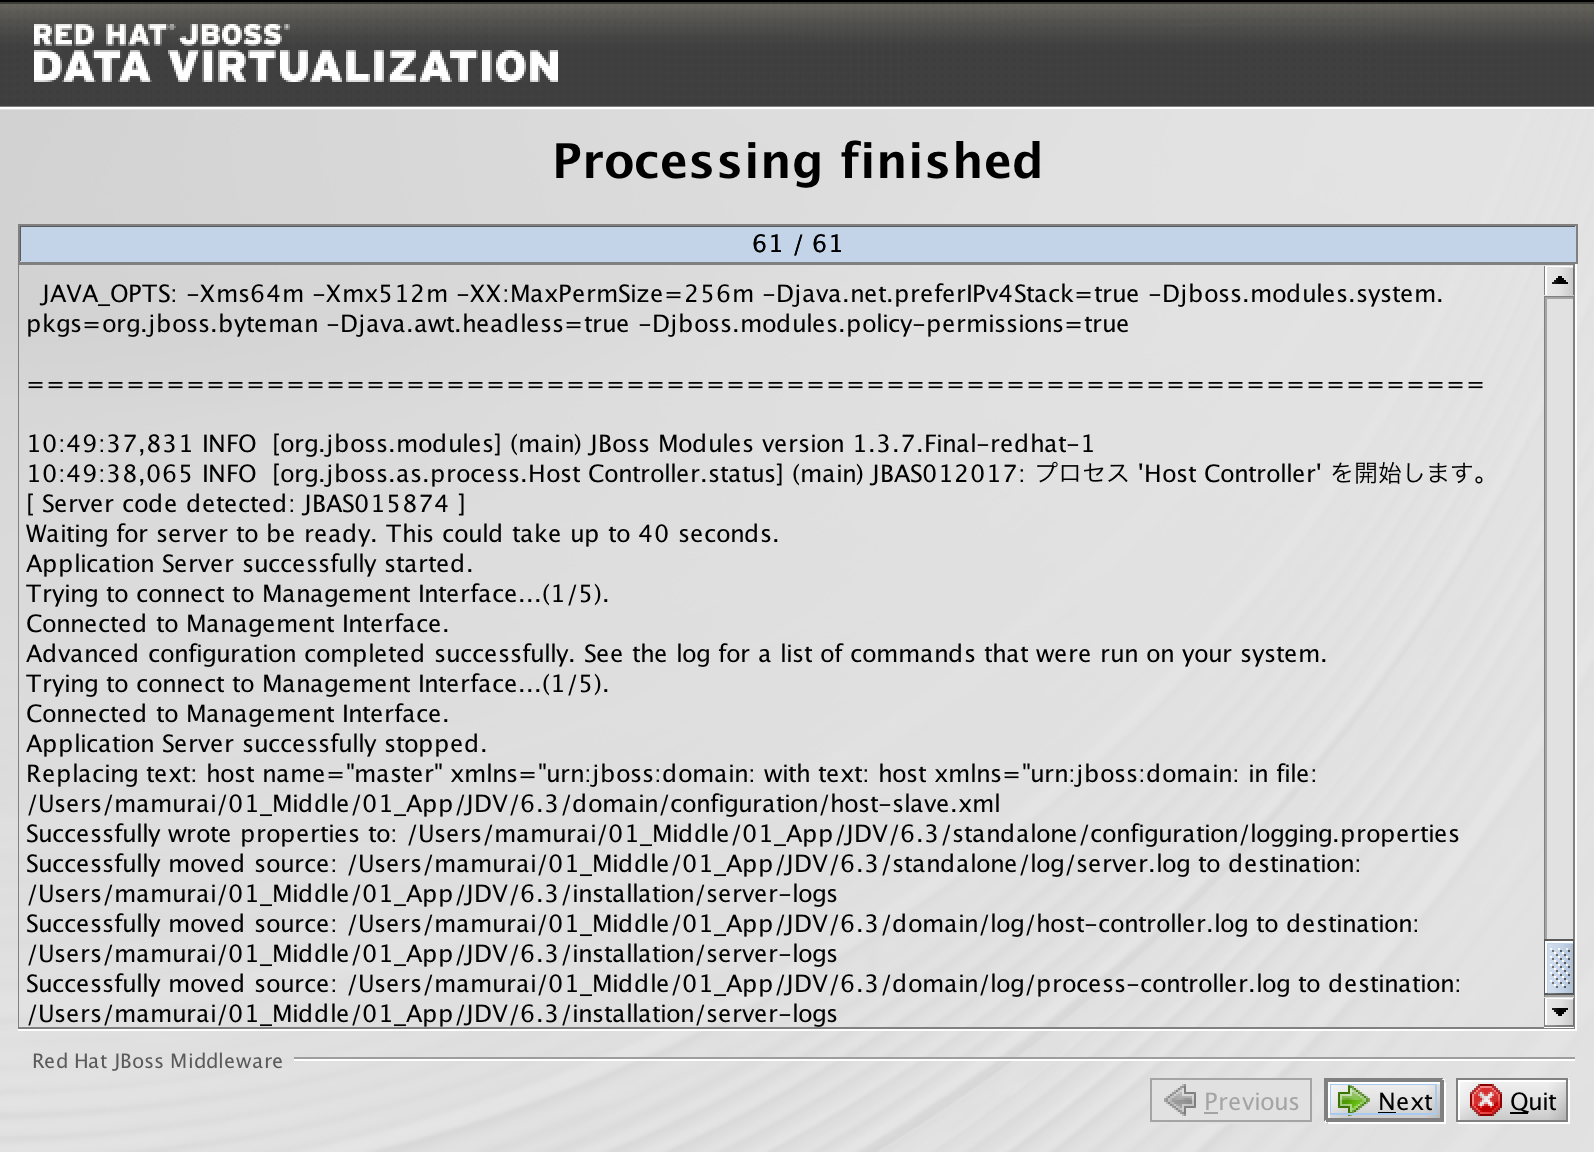 RED HAT® JBOSS®
DATA VIRTUALIZATION
Processing finished
61 / 61
JAVA_OPTS: -Xms64m -Xmx512m -XX:MaxPermSize=256m -Djava.net.preferIPv4Stack=true -Djboss.modules.system.
pkgs=org.jboss.byteman -Djava.awt.headless=true -Djboss.modules.policy-permissions=true
=========================================================================
10:49:37,831 INFO  [org.jboss.modules] (main) JBoss Modules version 1.3.7.Final-redhat-1
10:49:38,065 INFO  [org.jboss.as.process.Host Controller.status] (main) JBAS012017: プロセス 'Host Controller' を開始します。
[ Server code detected: JBAS015874 ]
Waiting for server to be ready. This could take up to 40 seconds.
Application Server successfully started.
Trying to connect to Management Interface...(1/5).
Connected to Management Interface.
Advanced configuration completed successfully. See the log for a list of commands that were run on your system.
Trying to connect to Management Interface...(1/5).
Connected to Management Interface.
Application Server successfully stopped.
Replacing text: host name="master" xmlns="urn:jboss:domain: with text: host xmlns="urn:jboss:domain: in file:
/Users/mamurai/01_Middle/01_App/JDV/6.3/domain/configuration/host-slave.xml
Successfully wrote properties to: /Users/mamurai/01_Middle/01_App/JDV/6.3/standalone/configuration/logging.properties
Successfully moved source: /Users/mamurai/01_Middle/01_App/JDV/6.3/standalone/log/server.log to destination:
/Users/mamurai/01_Middle/01_App/JDV/6.3/installation/server-logs
Successfully moved source: /Users/mamurai/01_Middle/01_App/JDV/6.3/domain/log/host-controller.log to destination:
/Users/mamurai/01_Middle/01_App/JDV/6.3/installation/server-logs
Successfully moved source: /Users/mamurai/01_Middle/01_App/JDV/6.3/domain/log/process-controller.log to destination:
/Users/mamurai/01_Middle/01_App/JDV/6.3/installation/server-logs
Red Hat JBoss Middleware
Previous
Next
Quit